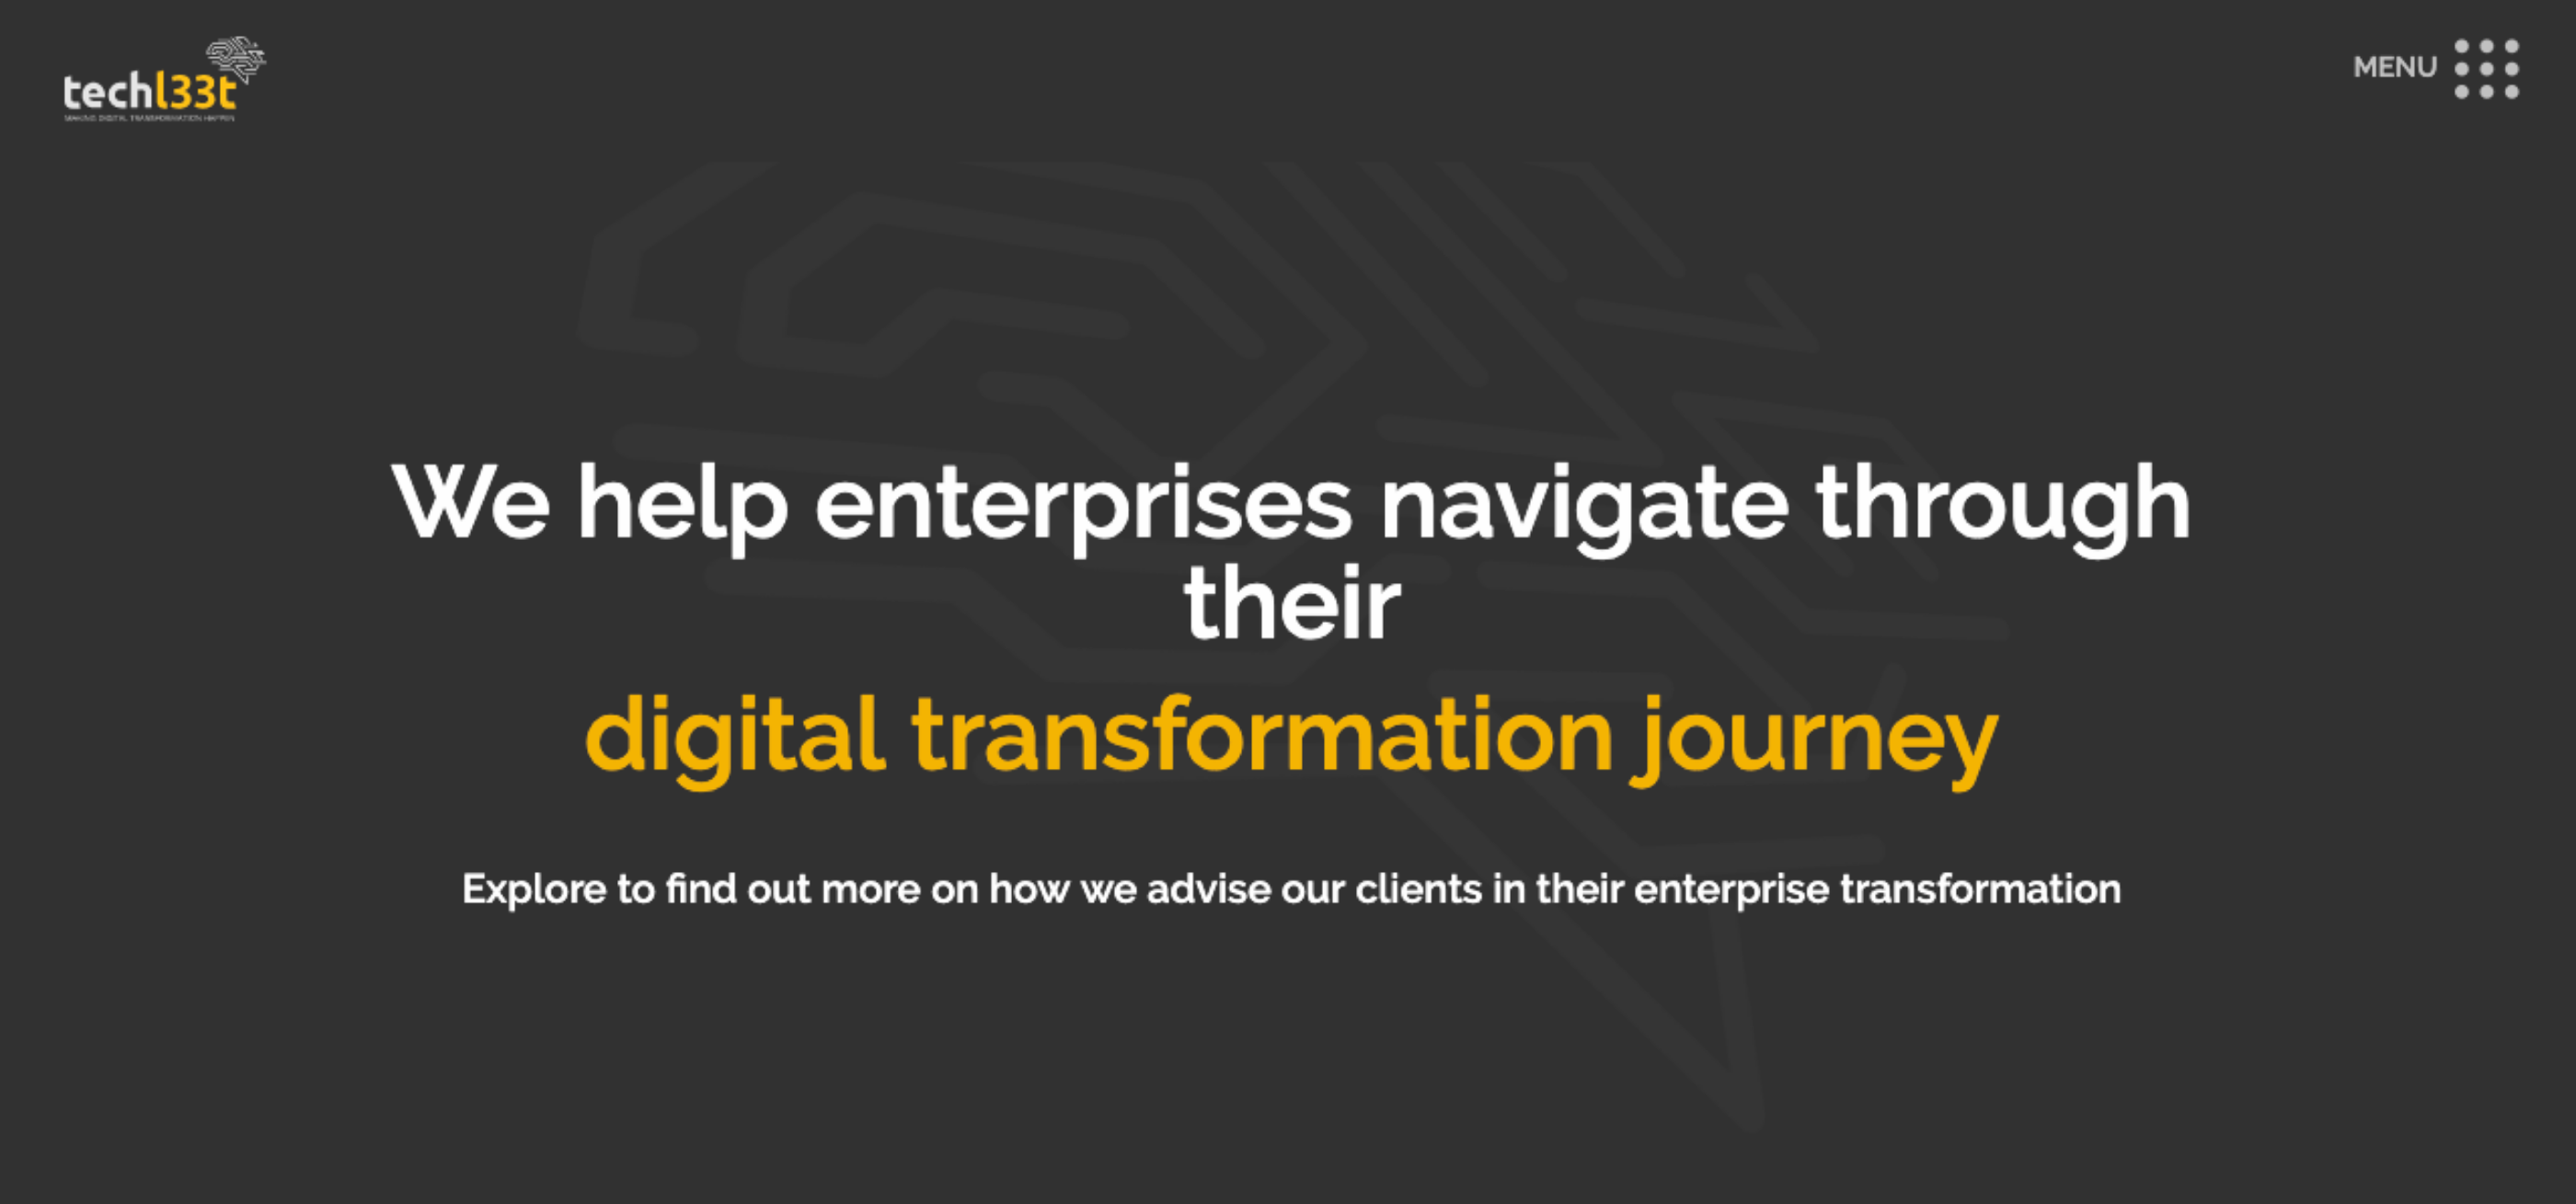 techl33t
MAKING DIGITAL TRANSFORMATION HAPPEN
MENU
We help enterprises navigate through
their
digital transformation journey
Explore to find out more on how we advise our clients in their enterprise transformation